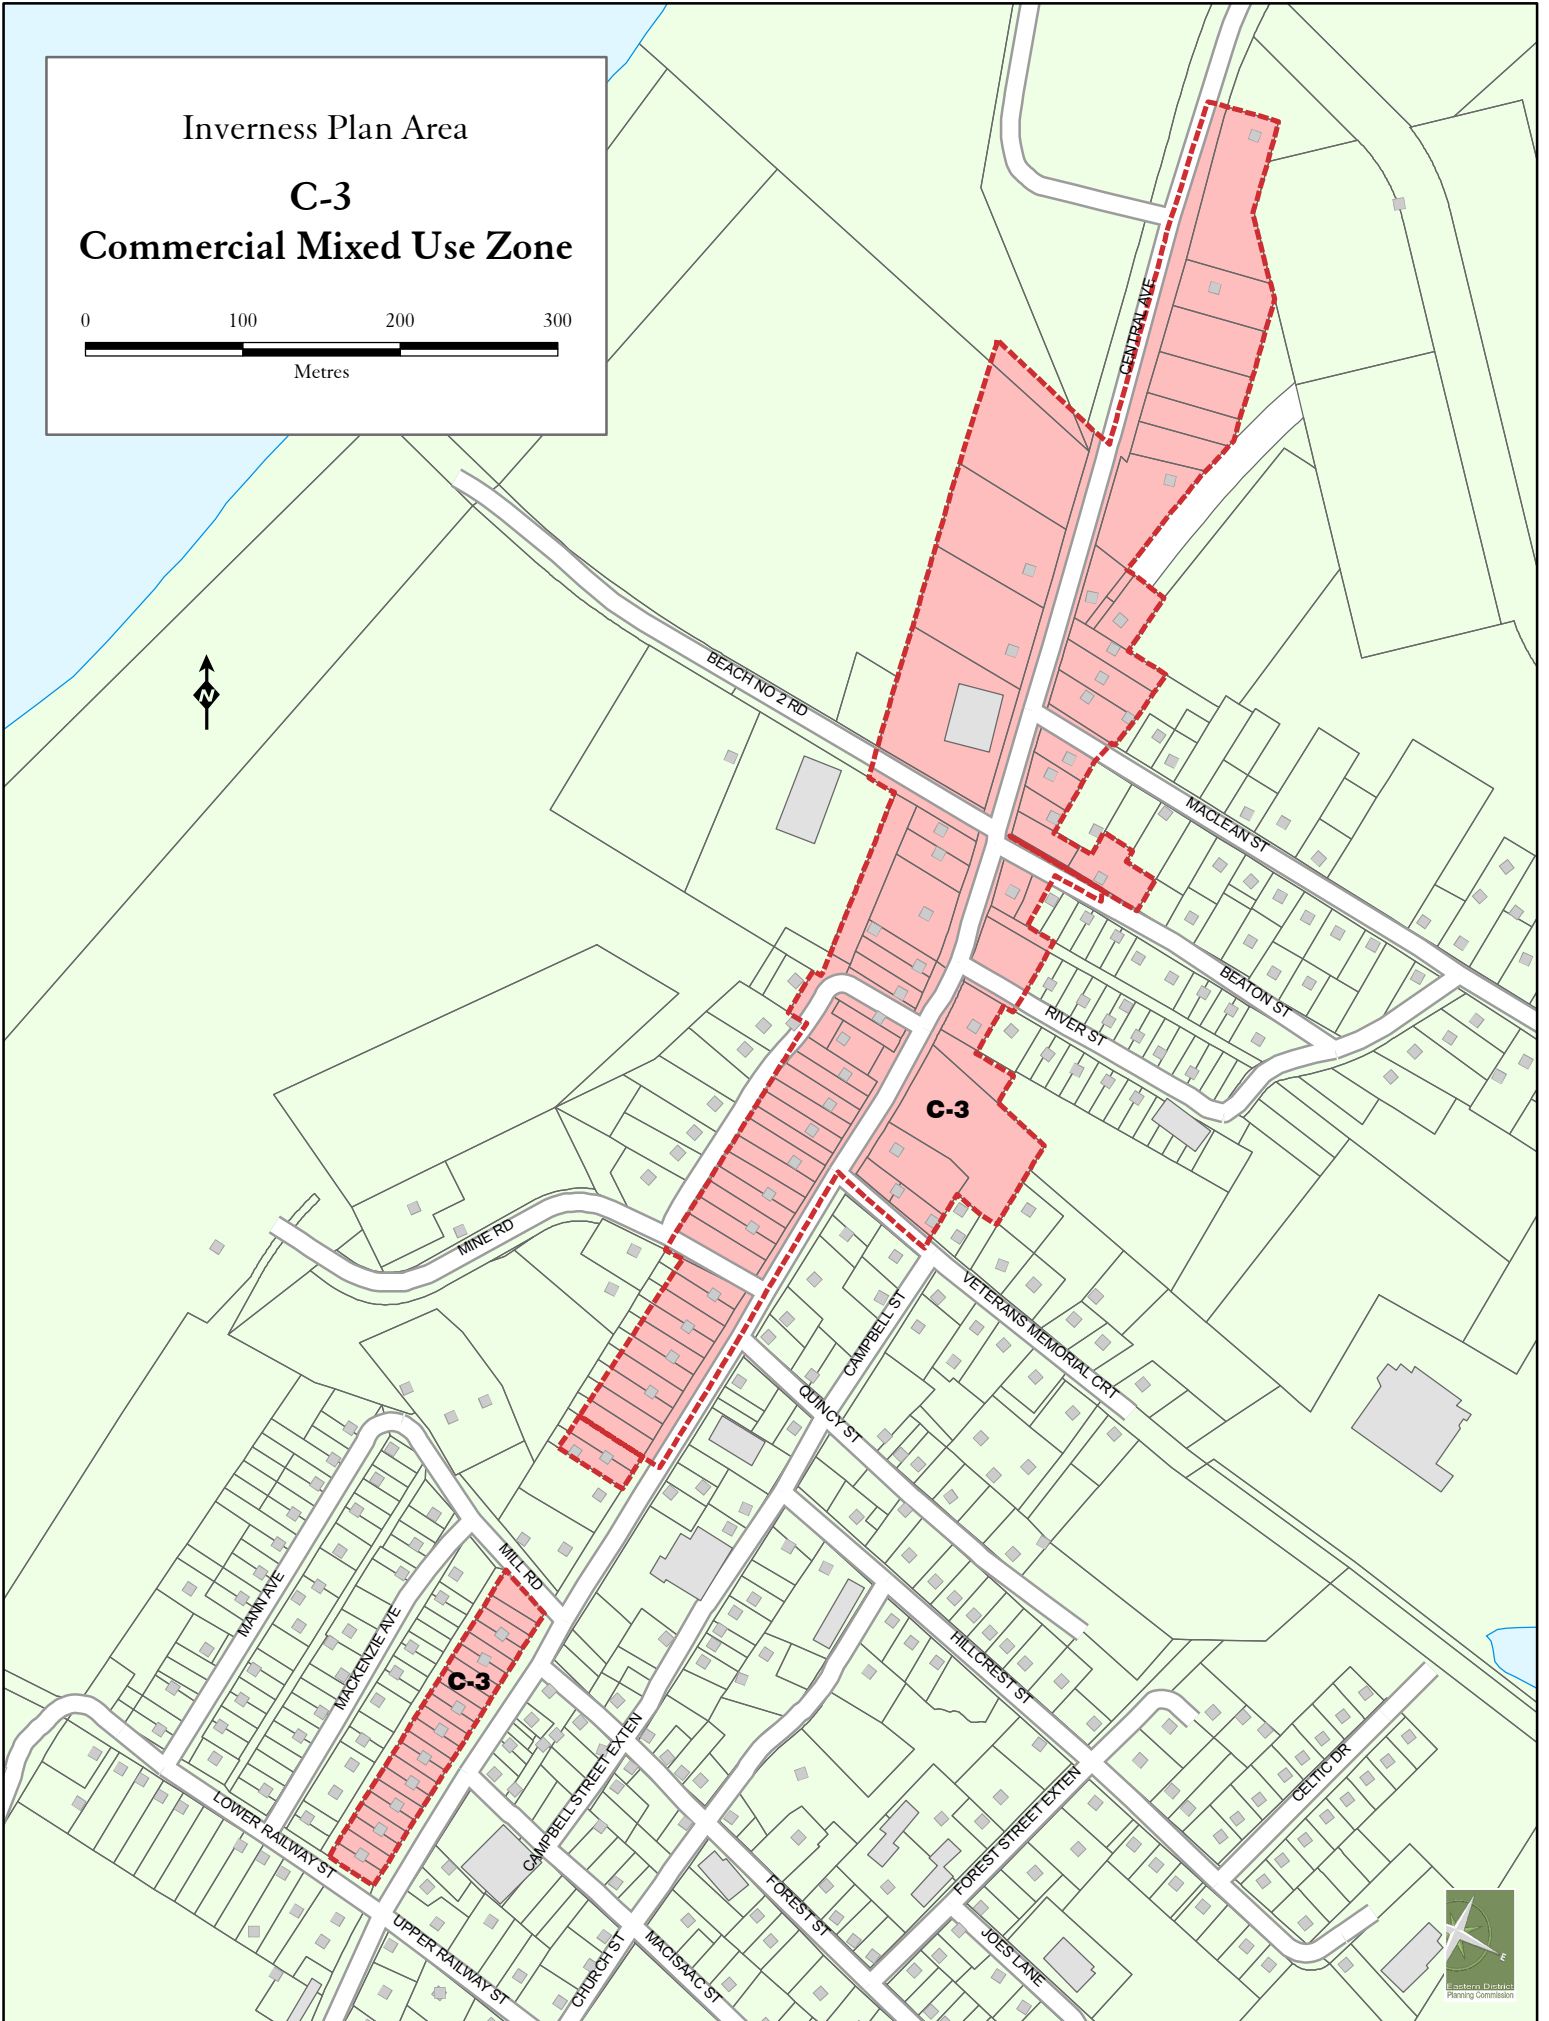 Inverness Plan Area
C-3
Commercial Mixed Use Zone
0 100 200 300
Metres
CENTRAL AVE
N
BEACH NO 2 RD
MACLEAN ST
BEATON ST
RIVER ST
C-3
MINE RD
VETERANS MEMORIAL CRT
CAMPBELL ST
QUINCY ST
MILL RD
MANN AVE
MACKENZIE AVE
C-3
HILLCREST ST
CAMPBELL STREET EXTEN
CELTIC DR
FOREST STREET EXTEN
LOWER RAILWAY ST
FOREST ST
UPPER RAILWAY ST
CHURCH ST
MACISAAC ST
JOES LANE
E
Eastern District
Planning Commission